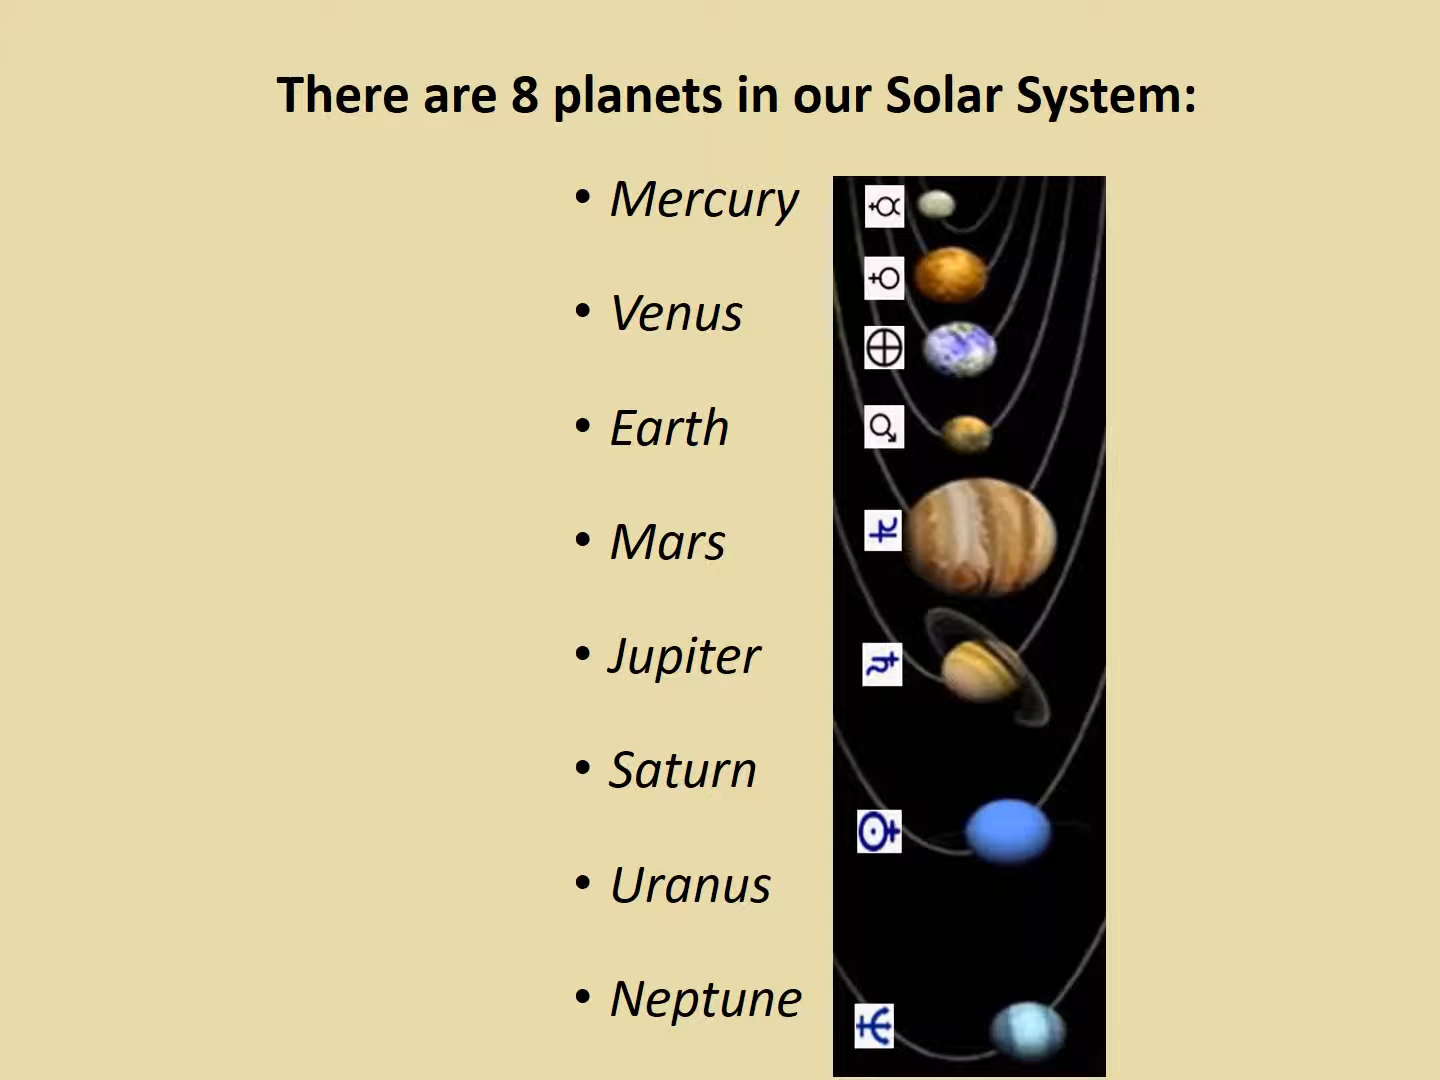 There are 8 planets in our Solar System:
• Mercury
• Venus
• Earth
• Mars
• Jupiter
• Saturn
• Uranus
• Neptune